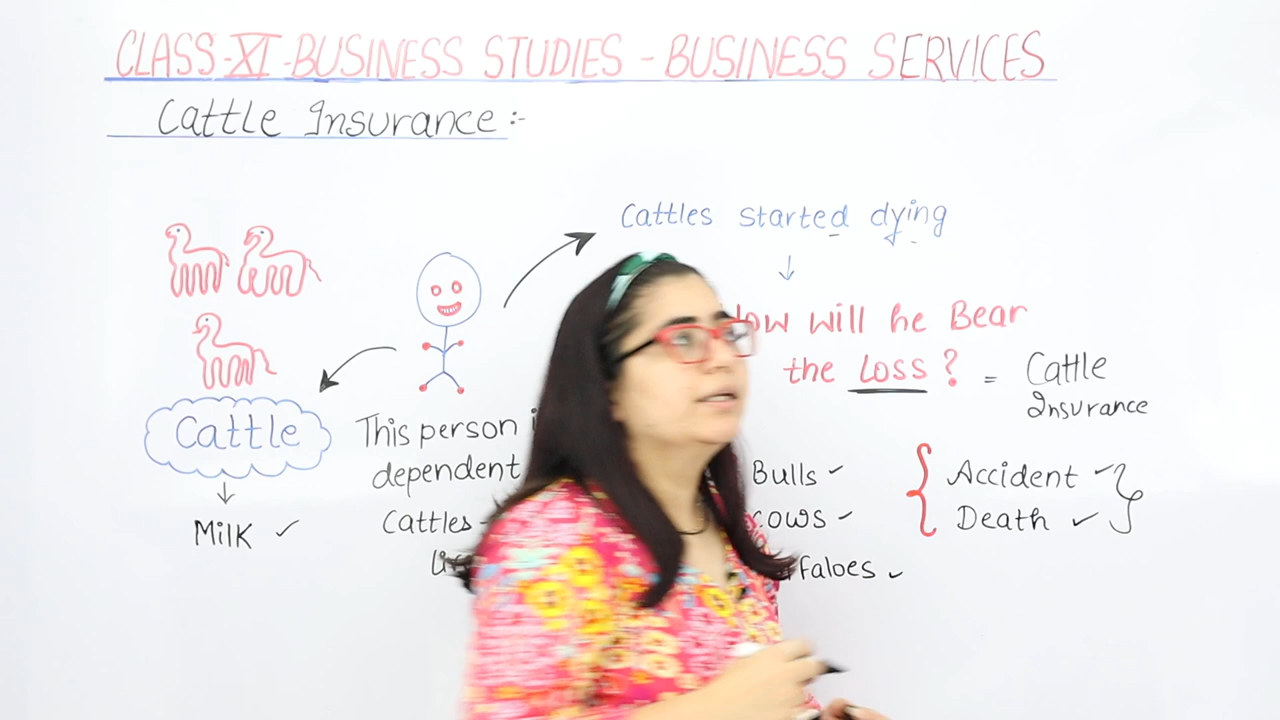 CLASS-XI-BUSINESS STUDIES - BUSINESS SERVICES
Cattle Insurance :-
Cattles started dying
How will he Bear
the Loss ? = Cattle
Insurance
Cattle
Milk ✓
This person
dependent
Cattles
Bulls ✓
Cows ✓
faloes ✓
Accident ✓
Death ✓